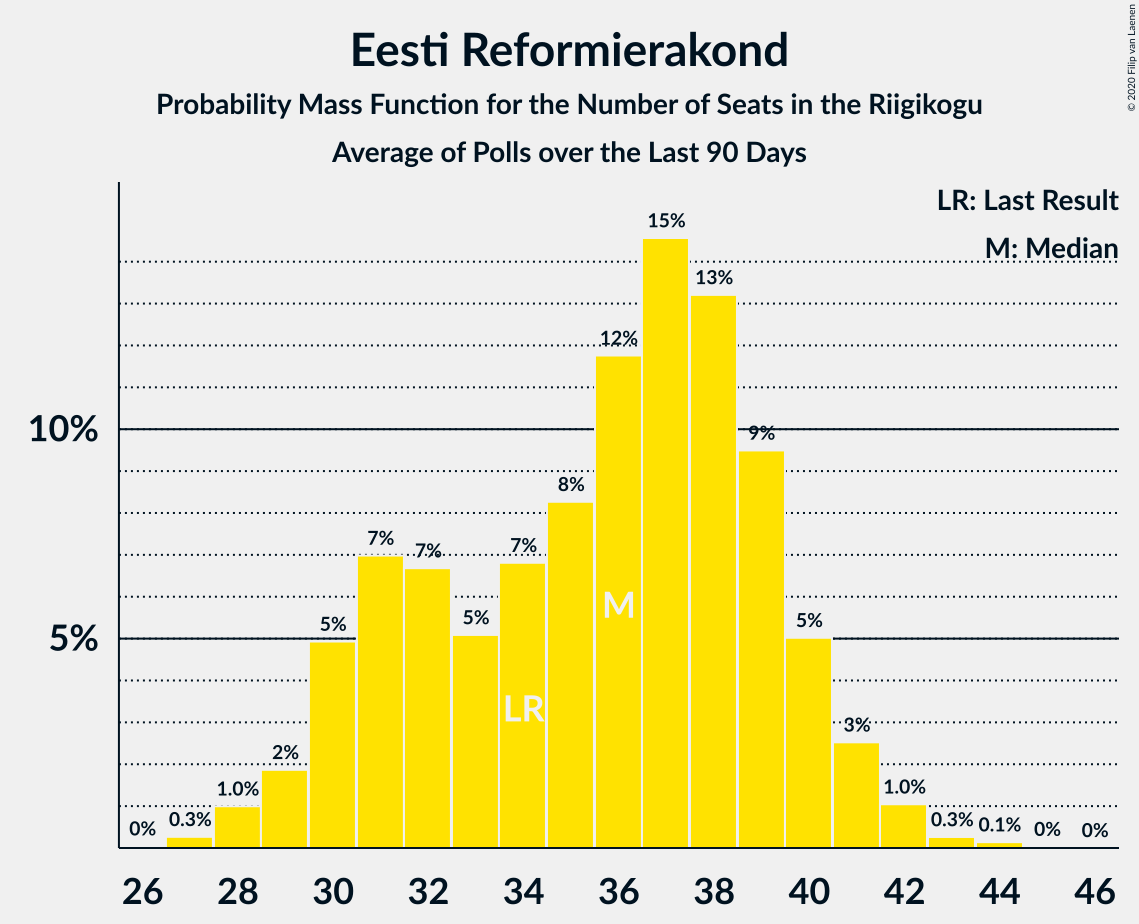 Eesti Reformierakond
Probability Mass Function for the Number of Seats in the Riigikogu
Average of Polls over the Last 90 Days
© 2020 Filip van Laenen
LR: Last Result
M: Median
10%
5%
0%
0.3%
1.0%
2%
5%
7%
7%
5%
7%
8%
12%
15%
13%
9%
5%
3%
1.0%
0.3%
0.1%
0%
0%
LR
M
26 28 30 32 34 36 38 40 42 44 46